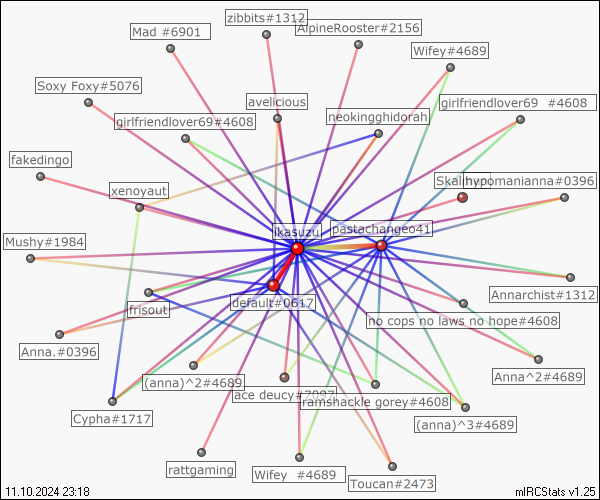 zibbits#1312
Mad #6901
AlpineRooster#2156
Wifey#4689
Soxy Foxy#5076
avelicious
girlfriendlover69 #4608
girlfriendlover69#4608
neokingghidorah
fakedingo
xenoyaut
hypomanianna#0396
ikasuzu
pastachangeo41
Mushy#1984
default#0617
Annarchist#1312
frisout
no cops no laws no hope#4608
Anna.#0396
(anna)^2#4689
Anna^2#4689
ace deucy#7097
ramshackle gorey#4608
Cypha#1717
(anna)^3#4689
rattgaming
Wifey #4689
Toucan#2473
11.10.2024 23:18
mIRCStats v1.25